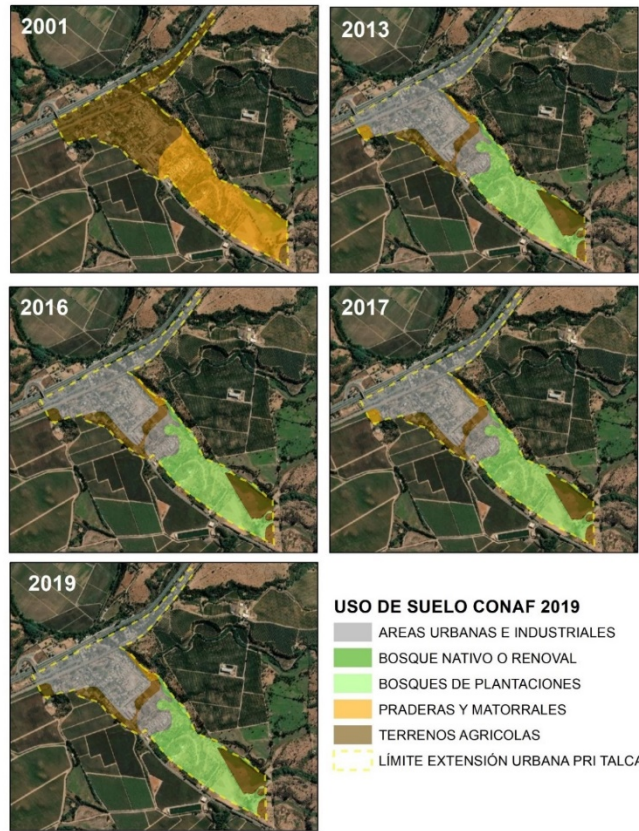 2001
2013
2016
2017
2019
USO DE SUELO CONAF 2019
AREAS URBANAS E INDUSTRIALES
BOSQUE NATIVO O RENOVAL
BOSQUES DE PLANTACIONES
PRADERAS Y MATORRALES
TERRENOS AGRICOLAS
LÍMITE EXTENSIÓN URBANA PRI TALCA